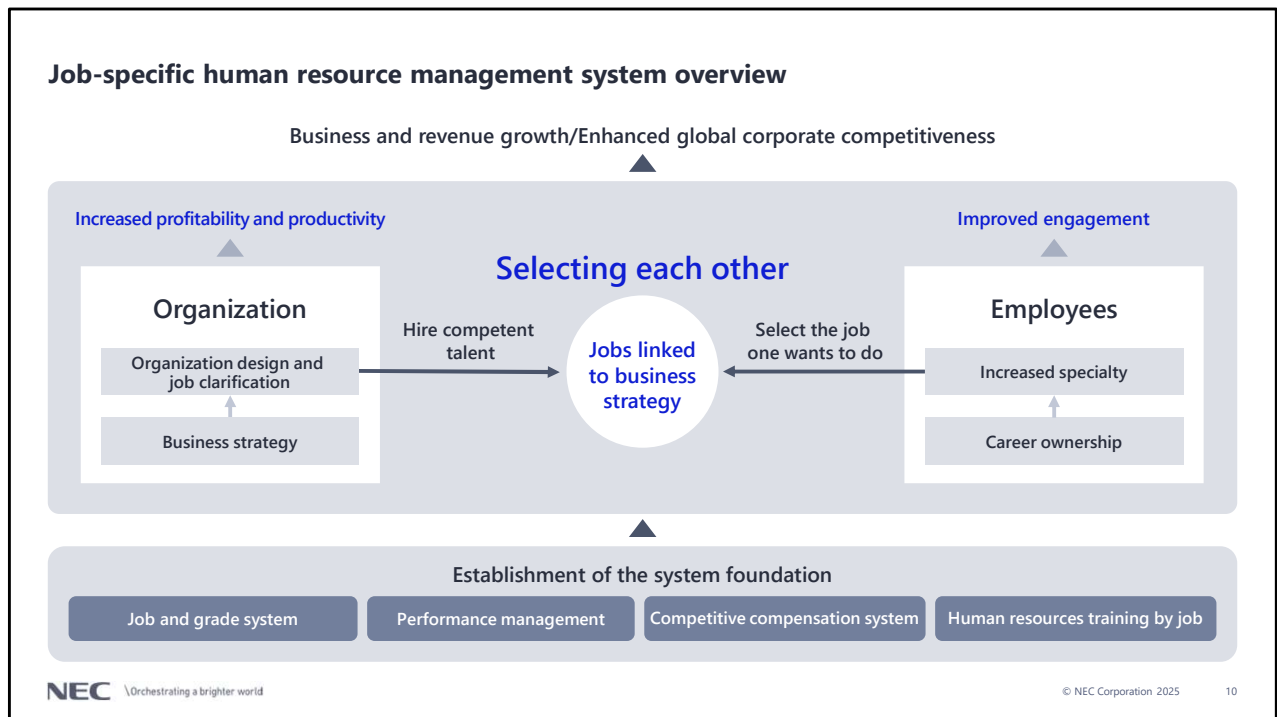 Job-specific human resource management system overview
Business and revenue growth/Enhanced global corporate competitiveness
Increased profitability and productivity
Improved engagement
Selecting each other
Organization
Organization design and
job clarification
Business strategy
Hire competent
talent
Jobs linked
to business
strategy
Select the job
one wants to do
Employees
Increased specialty
Career ownership
Establishment of the system foundation
Job and grade system
Performance management
Competitive compensation system
Human resources training by job
NEC \Orchestrating a brighter world
© NEC Corporation 2025
10